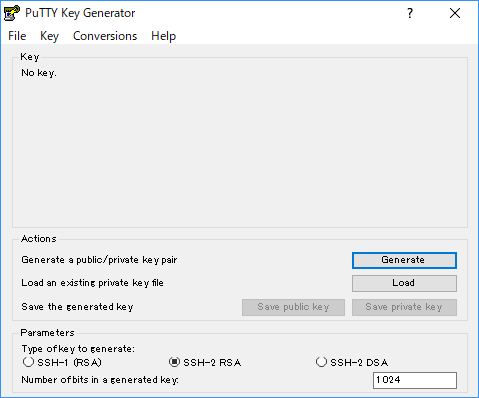 PuTTY Key Generator
File Key Conversions Help
Key
No key.
Actions
Generate a public/private key pair Generate
Load an existing private key file Load
Save the generated key Save public key Save private key
Parameters
Type of key to generate:
SSH-1 (RSA) SSH-2 RSA SSH-2 DSA
Number of bits in a generated key: 1024